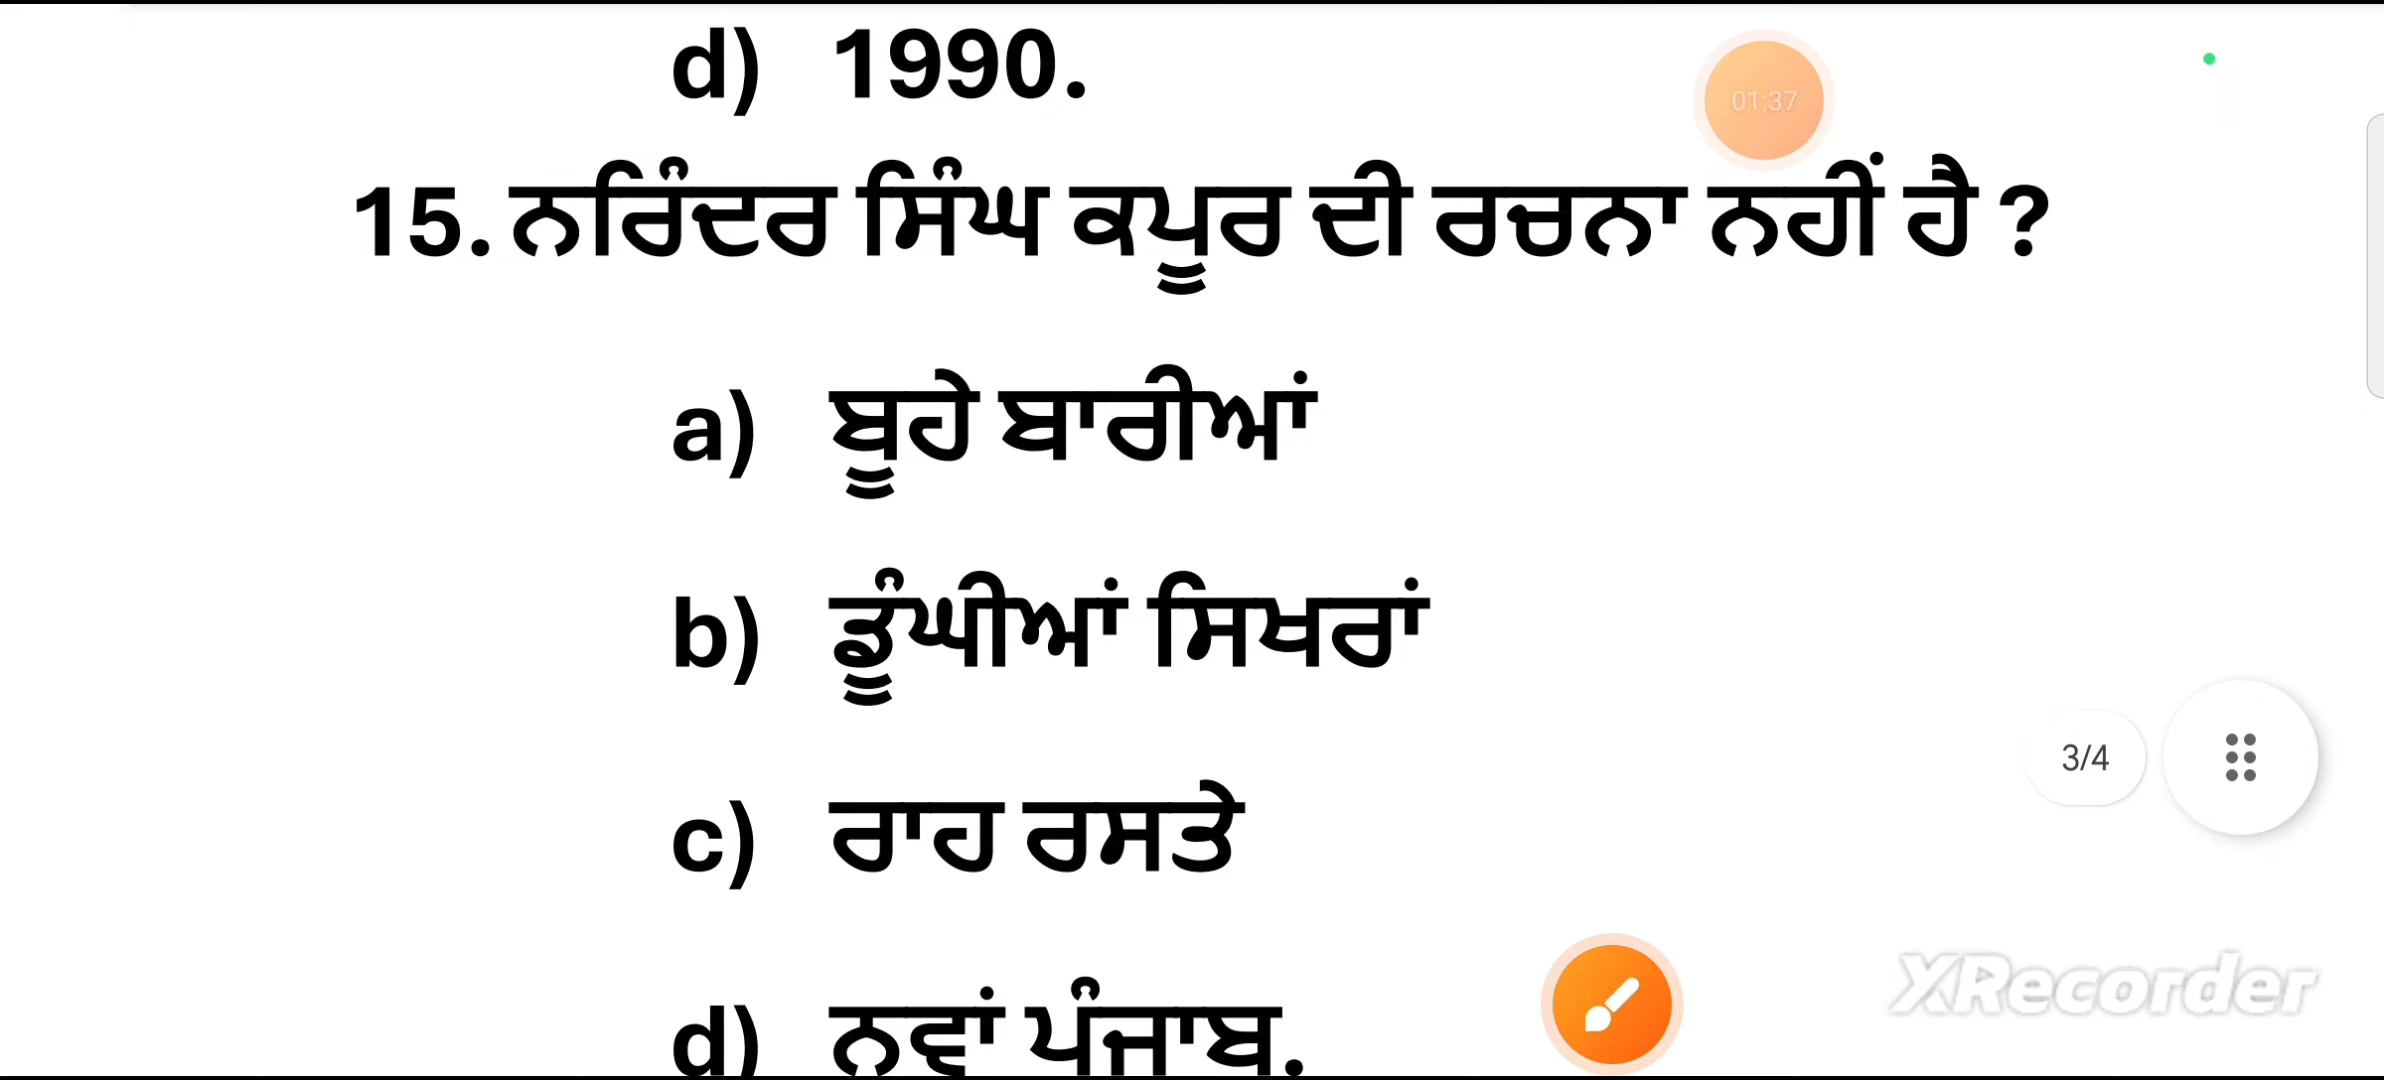 d) 1990.
01:37
15. ਨਰਿੰਦਰ ਸਿੰਘ ਕਪੂਰ ਦੀ ਰਚਨਾ ਨਹੀਂ ਹੈ ?
a) ਬੂਹੇ ਬਾਰੀਆਂ
b) ਡੂੰਘੀਆਂ ਸਿਖਰਾਂ
3/4
c) ਰਾਹ ਰਸਤੇ
XRecorder
d) ਨਵਾਂ ਪੰਜਾਬ.